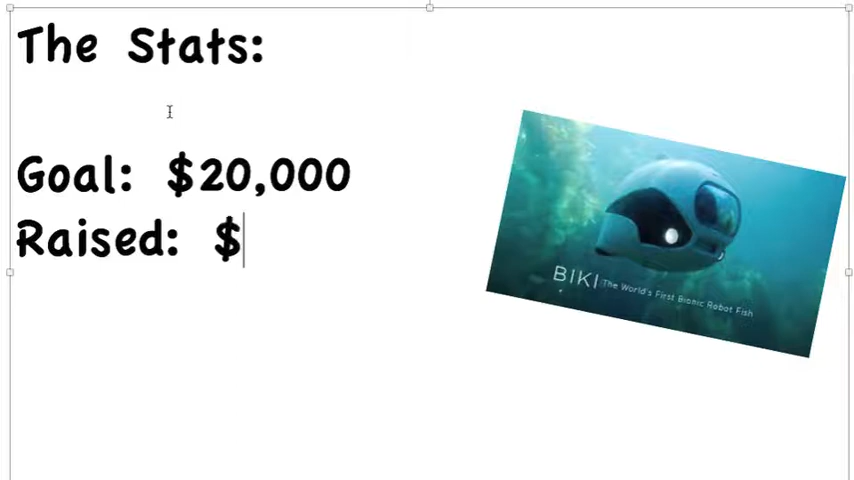 The Stats:
Goal: $20,000
Raised: $
BIKI The World's First Bionic Robot Fish